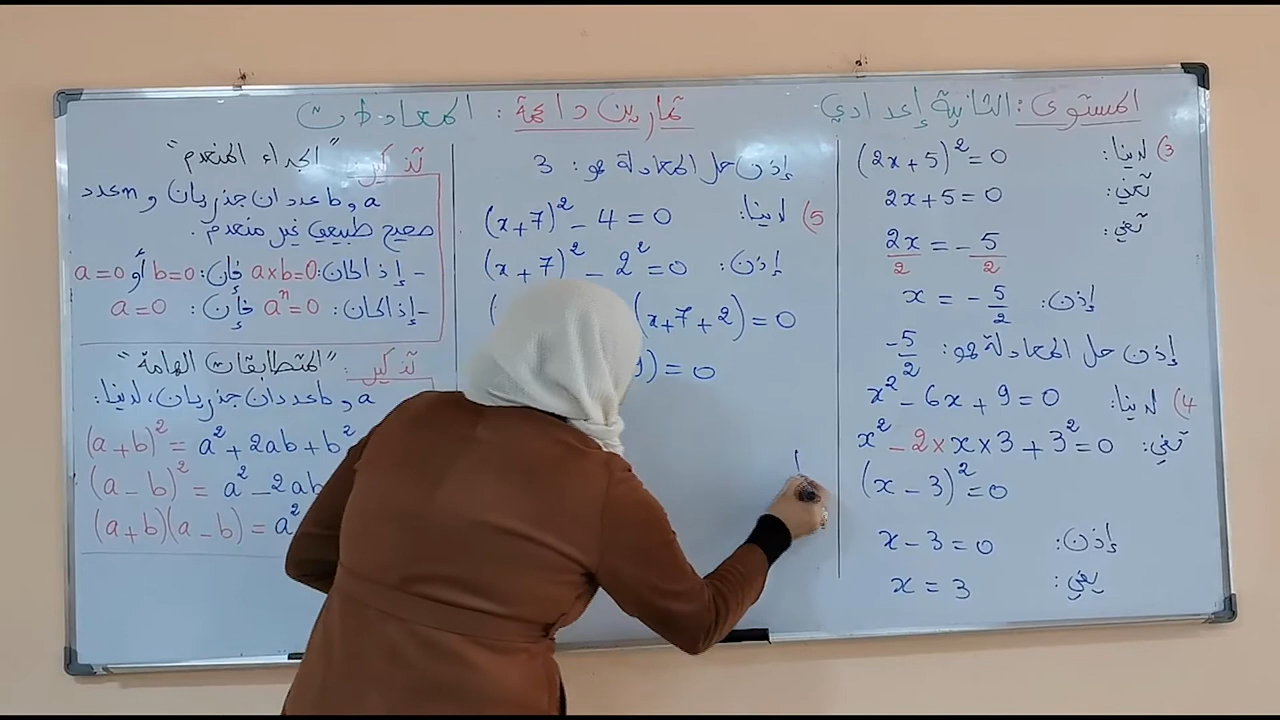 المستوى: الثانية إعدادي
تمارين داعمة: المعادلات
3) لدينا: (2x+5)²=0
تعني: 2x+5=0
تعني: 2x/2 = -5/2
إذن: x = -5/2
إذن حل المعادلة هو: -5/2
4) لدينا: x²-6x+9=0
تعني: x²-2×x×3+3²=0
(x-3)²=0
إذن: x-3=0
يعني: x=3
إذن حل المعادلة هو: 3
5) لدينا: (x+7)²-4=0
إذن: (x+7)²-2²=0
(x+7+2)=0
9)=0
تذكير: "الجداء المنعدم"
a و b عددان جذريان و n عدد
صحيح طبيعي غير منعدم.
- إذا كان: a×b=0 فإن: b=0 أو a=0
- إذا كان: aⁿ=0 فإن: a=0
تذكير: "المتطابقات الهامة"
a و b عددان جذريان، لدينا:
(a+b)²=a²+2ab+b²
(a-b)²=a²-2ab
(a+b)(a-b)=a²